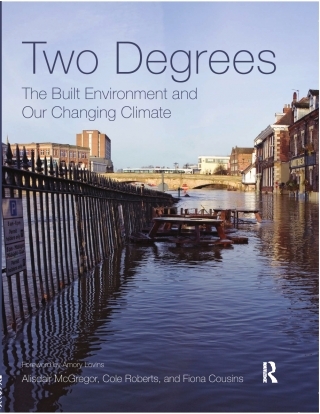 Two Degrees
The Built Environment and
Our Changing Climate
Foreword by Amory Lovins
Alisdair McGregor, Cole Roberts, and Fiona Cousins
R